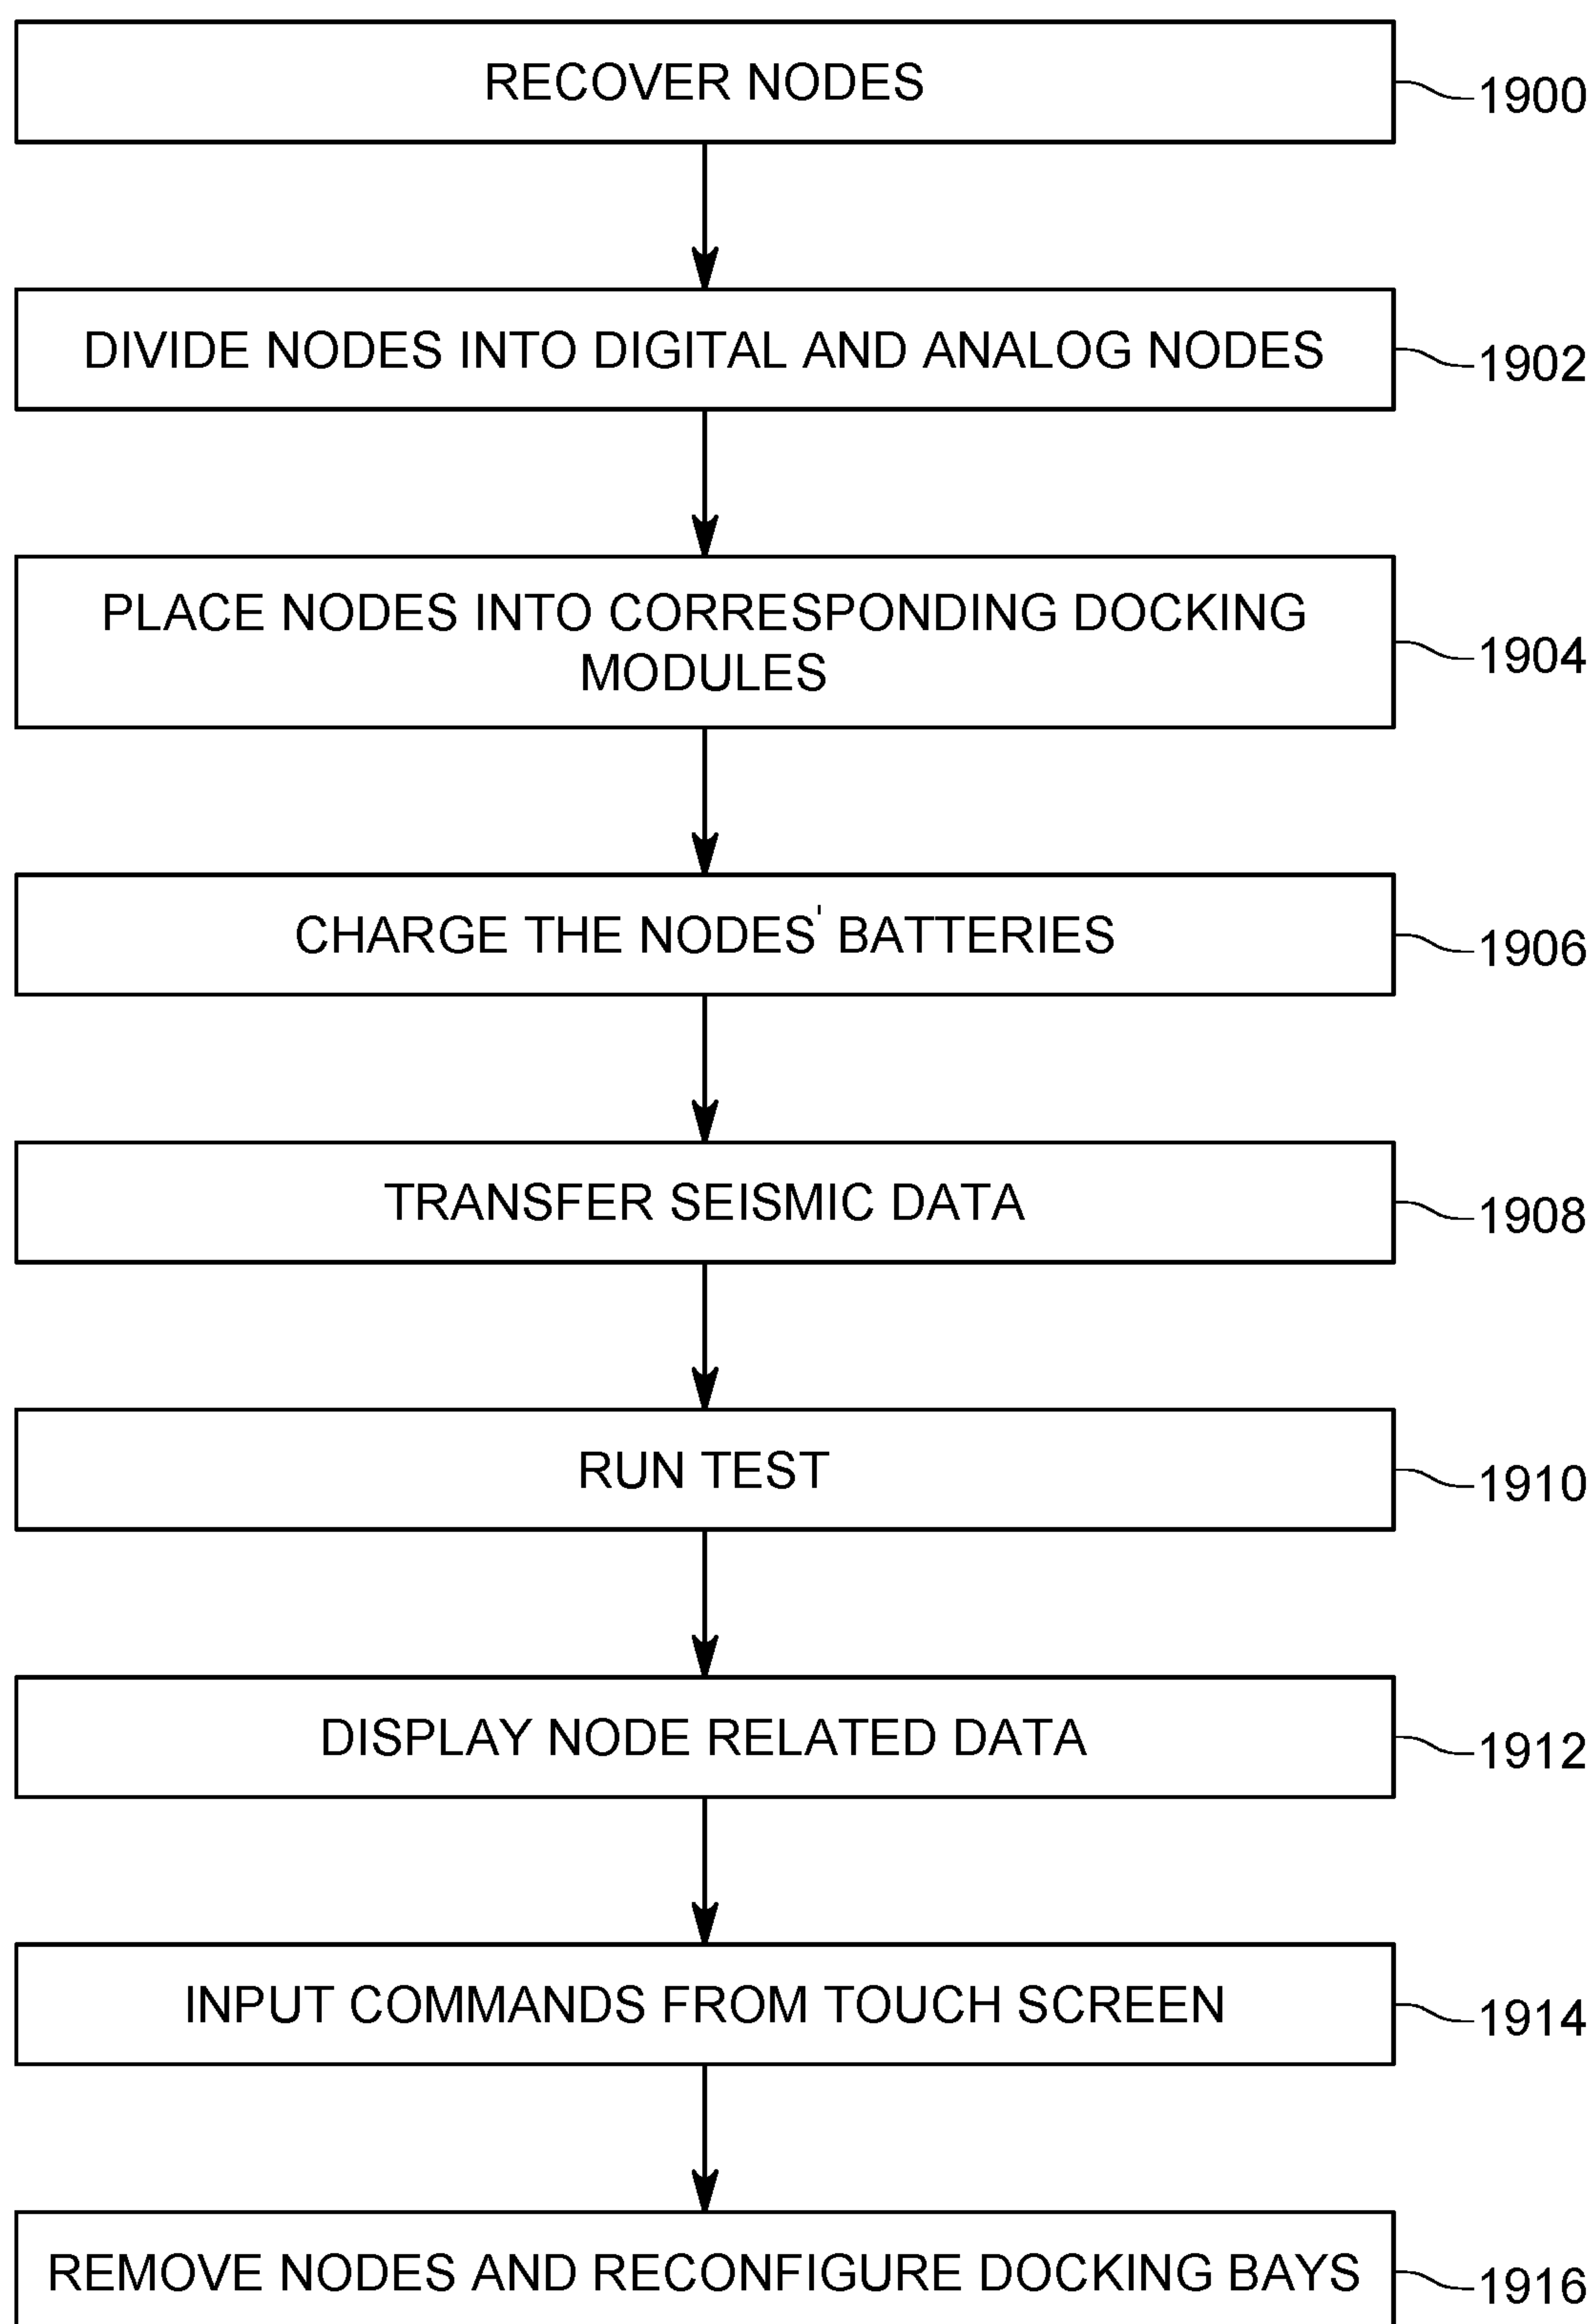 RECOVER NODES
1900
DIVIDE NODES INTO DIGITAL AND ANALOG NODES
1902
PLACE NODES INTO CORRESPONDING DOCKING
MODULES
1904
CHARGE THE NODES' BATTERIES
1906
TRANSFER SEISMIC DATA
1908
RUN TEST
1910
DISPLAY NODE RELATED DATA
1912
INPUT COMMANDS FROM TOUCH SCREEN
1914
REMOVE NODES AND RECONFIGURE DOCKING BAYS
1916